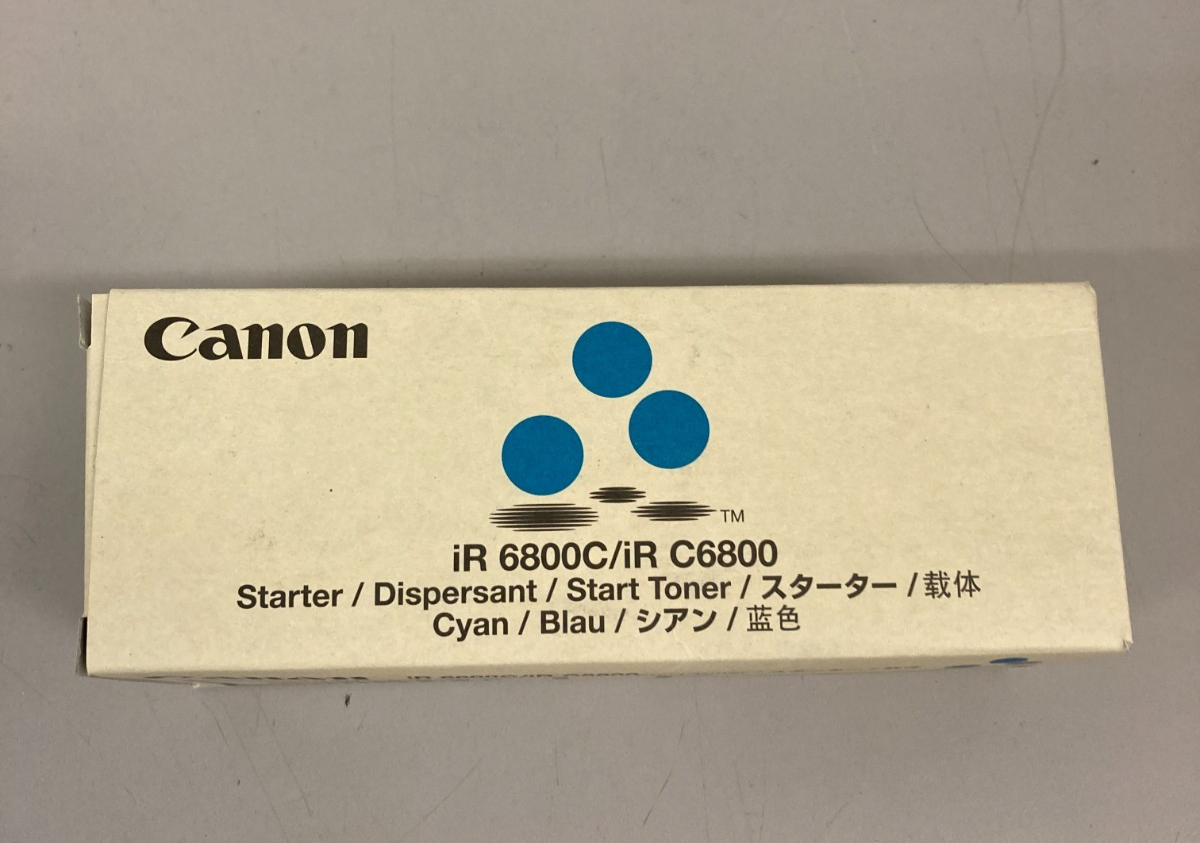 Canon
TM
iR 6800C/iR C6800
Starter / Dispersant / Start Toner / スターター / 载体
Cyan / Blau / シアン / 蓝色